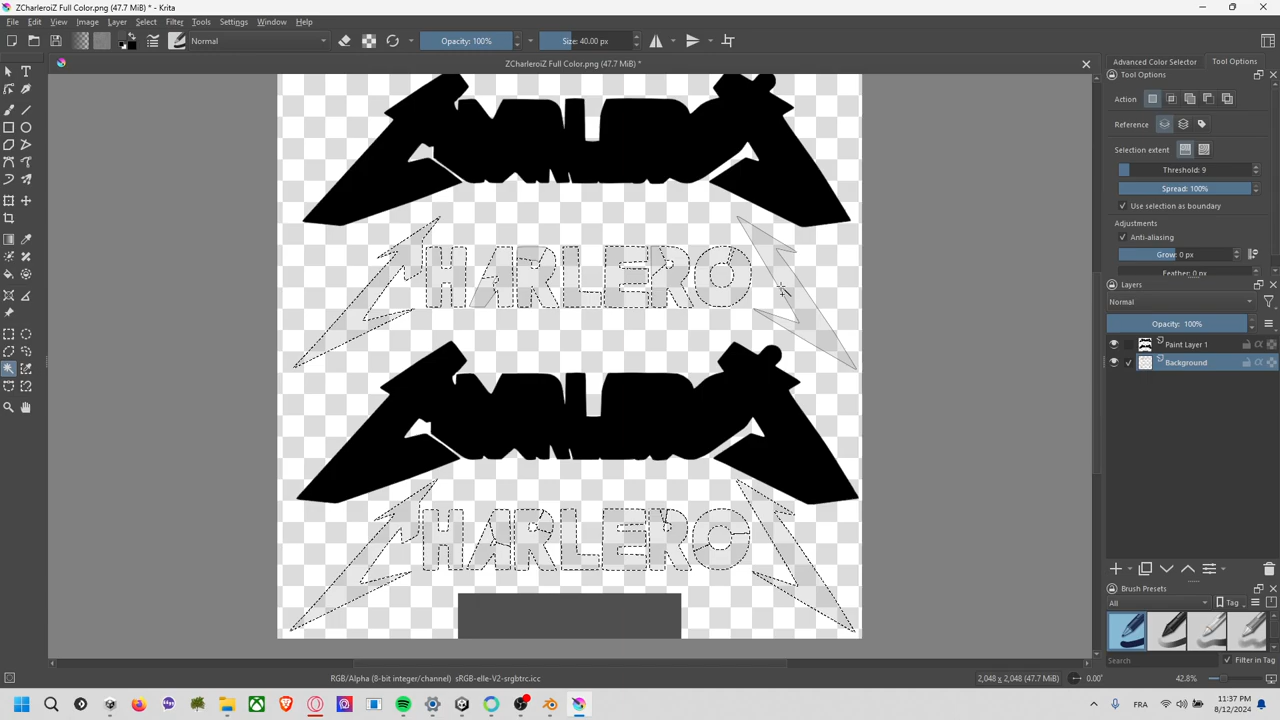 ZCharleroiZ Full Color.png (47.7 MiB) * - Krita
File Edit View Image Layer Select Filter Tools Settings Window Help
Normal
Opacity: 100%
Size: 40.00 px
ZCharleroiZ Full Color.png (47.7 MiB) *
Advanced Color Selector
Tool Options
Tool Options
Action
Reference
Selection extent
Threshold: 9
Spread: 100%
Use selection as boundary
Adjustments
Anti-aliasing
Grow: 0 px
Feather: 0 px
Layers
Normal
Opacity: 100%
Paint Layer 1
Background
HARLERO
HARLERO
Brush Presets
All
Tag
Search
Filter in Tag
RGB/Alpha (8-bit integer/channel) sRGB-elle-V2-srgbtrc.icc
2,048 x 2,048 (47.7 MiB)
0.00°
42.8%
FRA
11:37 PM
8/12/2024